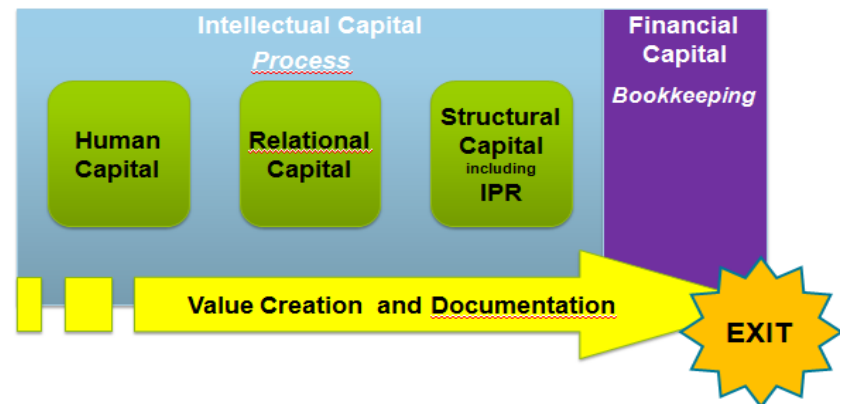 Intellectual Capital
Process
Human
Capital
Relational
Capital
Structural
Capital
including
IPR
Financial
Capital
Bookkeeping
Value Creation and Documentation
EXIT